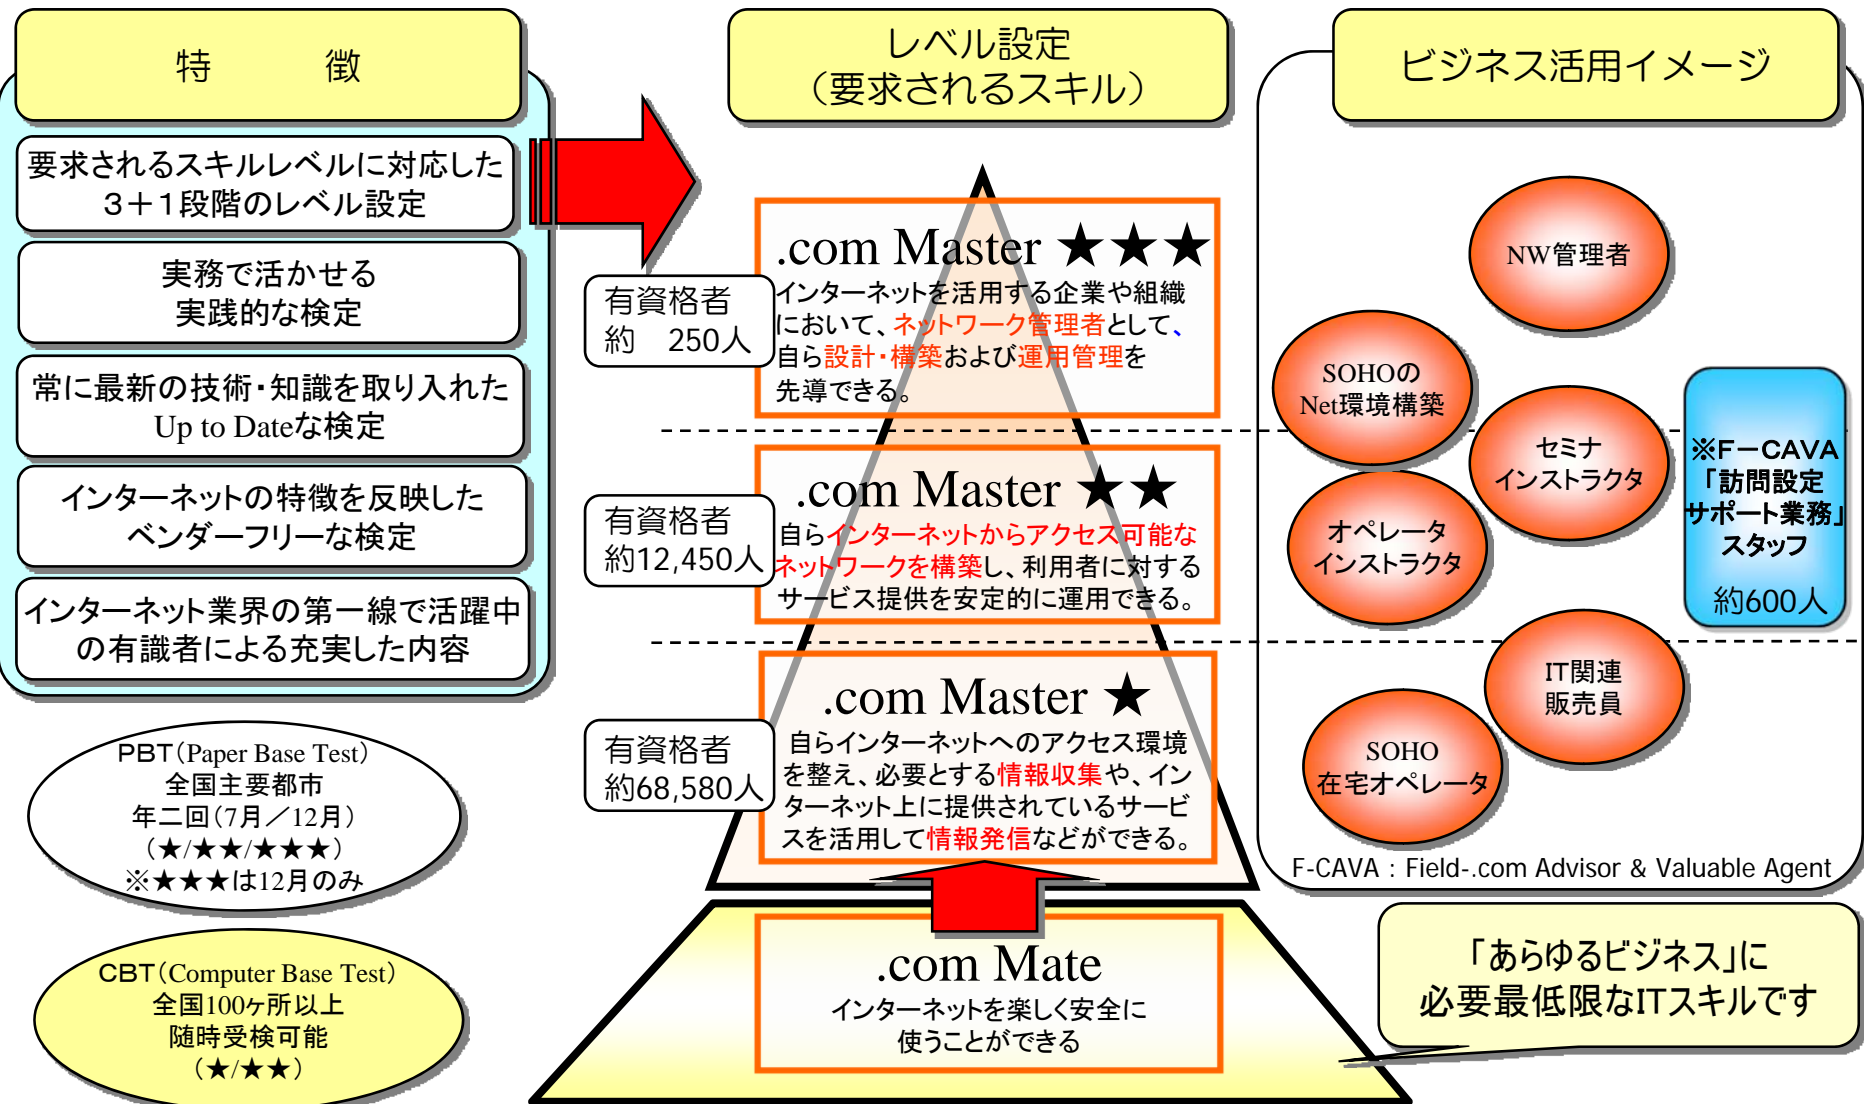 特　　徴
要求されるスキルレベルに対応した
３＋１段階のレベル設定
実務で活かせる
実践的な検定
常に最新の技術・知識を取り入れた
Up to Dateな検定
インターネットの特徴を反映した
ベンダーフリーな検定
インターネット業界の第一線で活躍中
の有識者による充実した内容
PBT（Paper Base Test）
全国主要都市
年二回（7月／12月）
（★/★★/★★★）
※★★★は12月のみ
CBT（Computer Base Test）
全国100ヶ所以上
随時受検可能
（★/★★）
レベル設定
（要求されるスキル）
.com Master ★★★
インターネットを活用する企業や組織
において、ネットワーク管理者として、
自ら設計・構築および運用管理を
先導できる。
有資格者
約　250人
.com Master ★★
自らインターネットからアクセス可能な
ネットワークを構築し、利用者に対する
サービス提供を安定的に運用できる。
有資格者
約12,450人
.com Master ★
自らインターネットへのアクセス環境
を整え、必要とする情報収集や、イン
ターネット上に提供されているサービ
スを活用して情報発信などができる。
有資格者
約68,580人
.com Mate
インターネットを楽しく安全に
使うことができる
ビジネス活用イメージ
NW管理者
SOHOの
Net環境構築
セミナ
インストラクタ
オペレータ
インストラクタ
※F－CAVA
「訪問設定
サポート業務」
スタッフ
約600人
IT関連
販売員
SOHO
在宅オペレータ
F-CAVA : Field-.com Advisor & Valuable Agent
「あらゆるビジネス」に
必要最低限なITスキルです